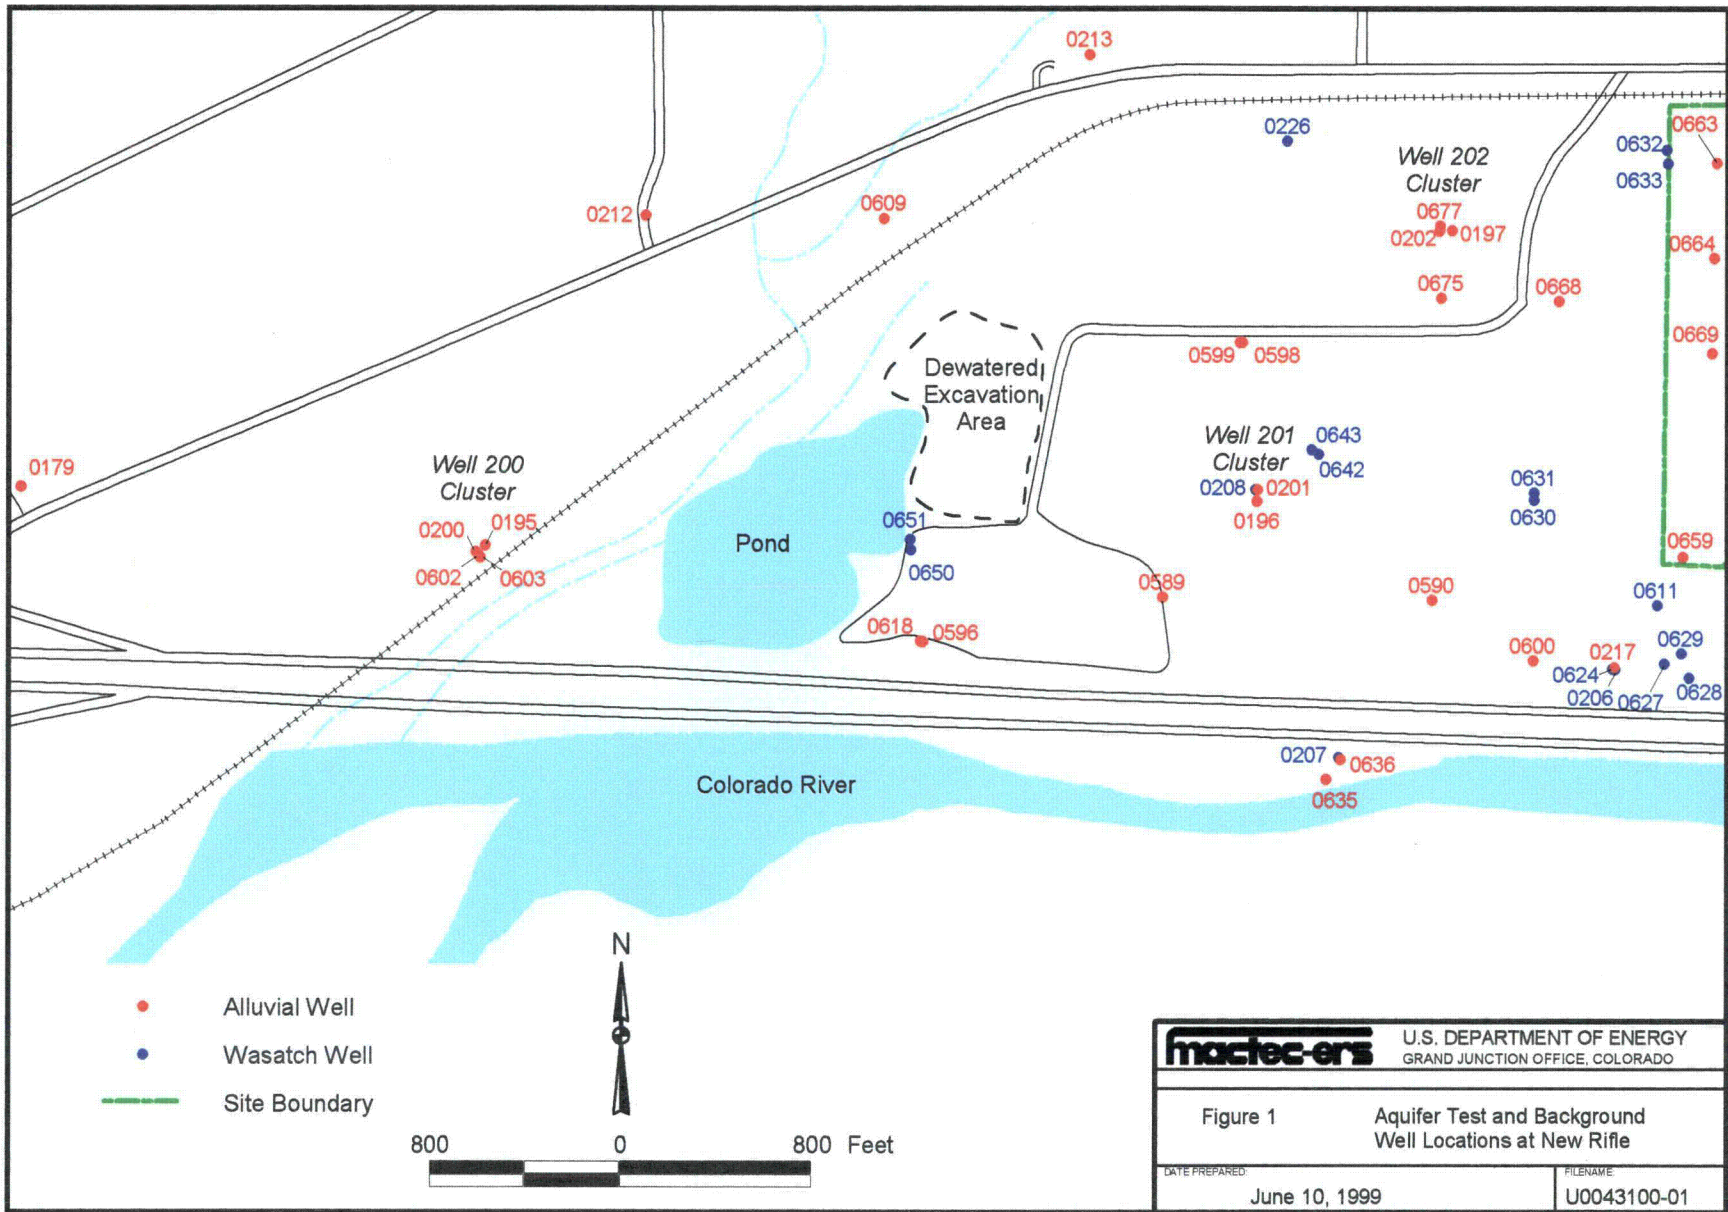 0213
0226
Well 202
Cluster
0632
0663
0633
0212
0609
0677
0202
0197
0664
0675
0668
0599
0598
0669
Dewatered
Excavation
Area
Well 201
Cluster
0643
0642
0179
Well 200
Cluster
0208
0201
0196
0631
0630
0200
0195
0602
0603
0651
Pond
0650
0659
0589
0590
0611
0618
0596
0600
0217
0629
0624
0206
0627
0628
0207
0636
0635
Colorado River
N
Alluvial Well
Wasatch Well
Site Boundary
800 0 800 Feet
mactec-ers
U.S. DEPARTMENT OF ENERGY
GRAND JUNCTION OFFICE, COLORADO
Figure 1
Aquifer Test and Background
Well Locations at New Rifle
DATE PREPARED:
June 10, 1999
FILENAME:
U0043100-01